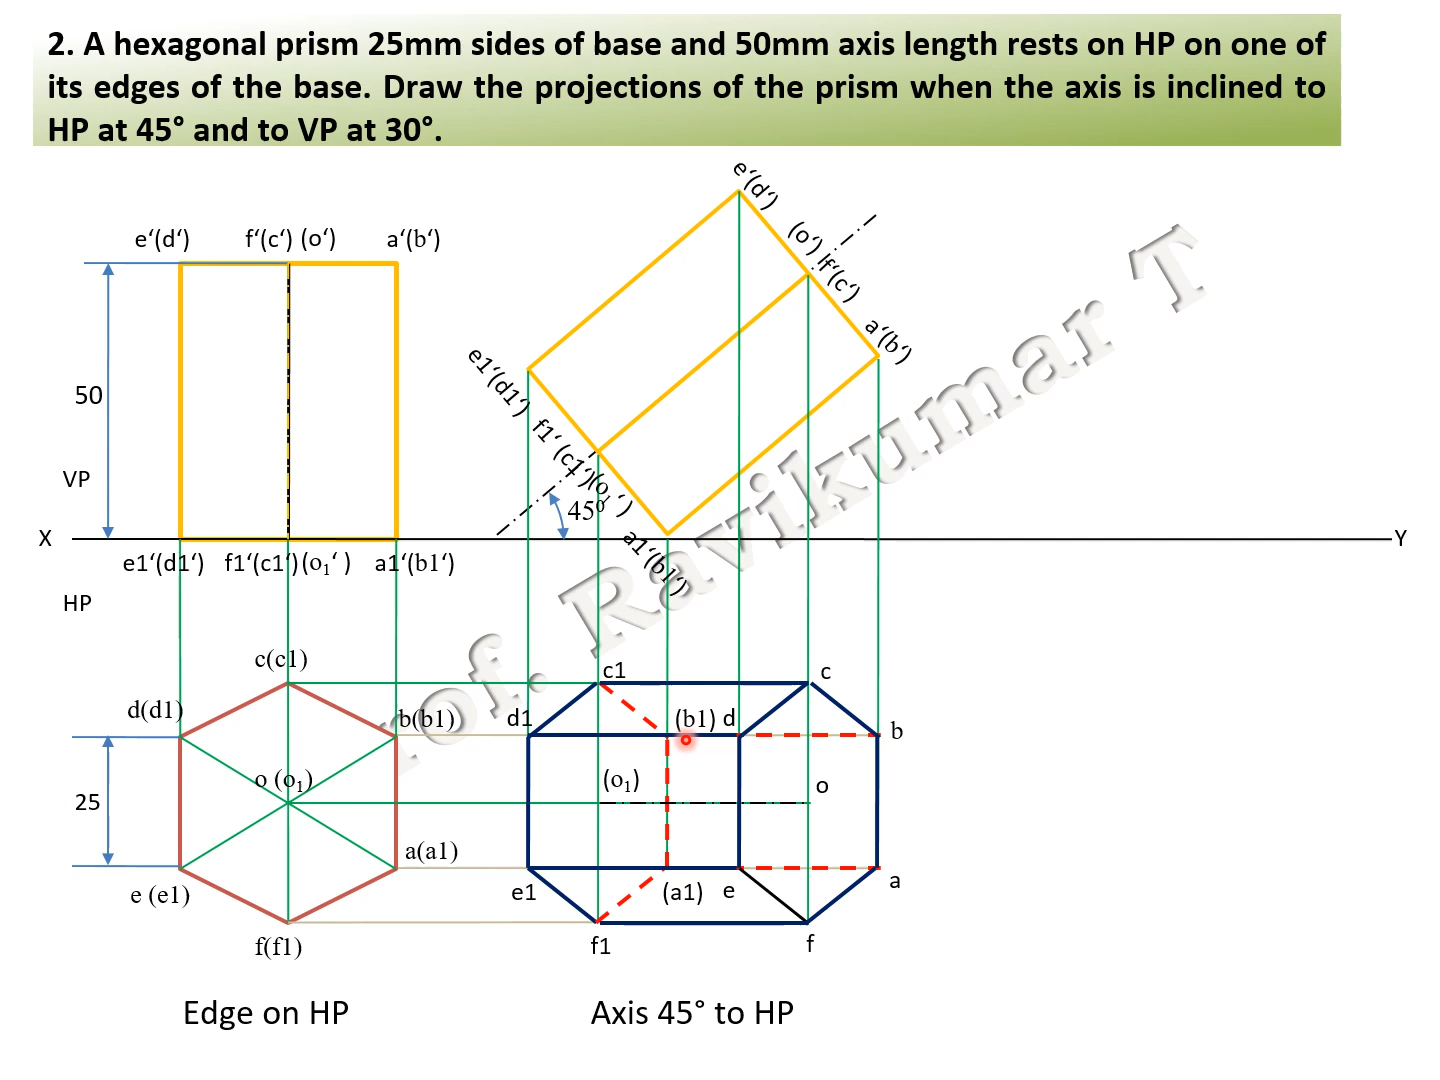 2. A hexagonal prism 25mm sides of base and 50mm axis length rests on HP on one of
its edges of the base. Draw the projections of the prism when the axis is inclined to
HP at 45° and to VP at 30°.
e‘(d‘)
e‘(d‘) f‘(c‘) (o‘) a‘(b‘)
(o‘)
f‘(c‘)
a‘(b‘)
e1‘(d1‘)
50
f1‘(c1‘)(o₁‘)
VP
45⁰
X
Y
a1‘(b1‘)
e1‘(d1‘) f1‘(c1‘)(o₁‘ ) a1‘(b1‘)
HP
Prof. Ravikumar T
c(c1)
c1
c
d(d1)
b(b1)
d1
(b1) d
b
o (o₁)
(o₁)
o
25
a(a1)
e (e1)
e1
(a1) e
a
f(f1)
f1
f
Edge on HP
Axis 45° to HP